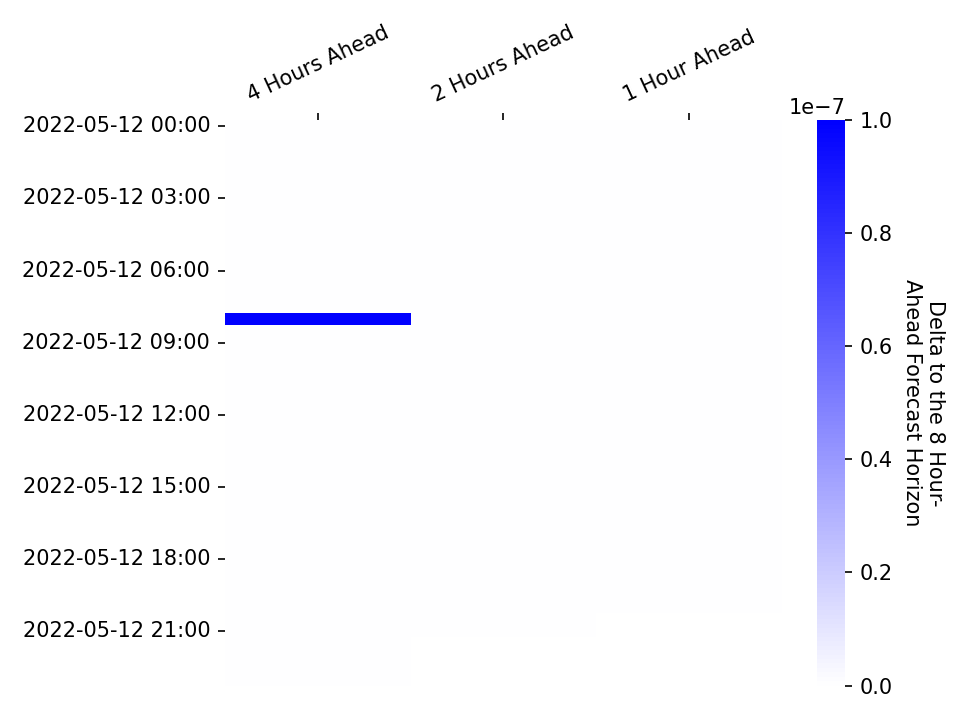 4 Hours Ahead
2 Hours Ahead
1 Hour Ahead
2022-05-12 00:00
2022-05-12 03:00
2022-05-12 06:00
2022-05-12 09:00
2022-05-12 12:00
2022-05-12 15:00
2022-05-12 18:00
2022-05-12 21:00
1e−7
1.0
0.8
0.6
0.4
0.2
0.0
Delta to the 8 Hour-
Ahead Forecast Horizon